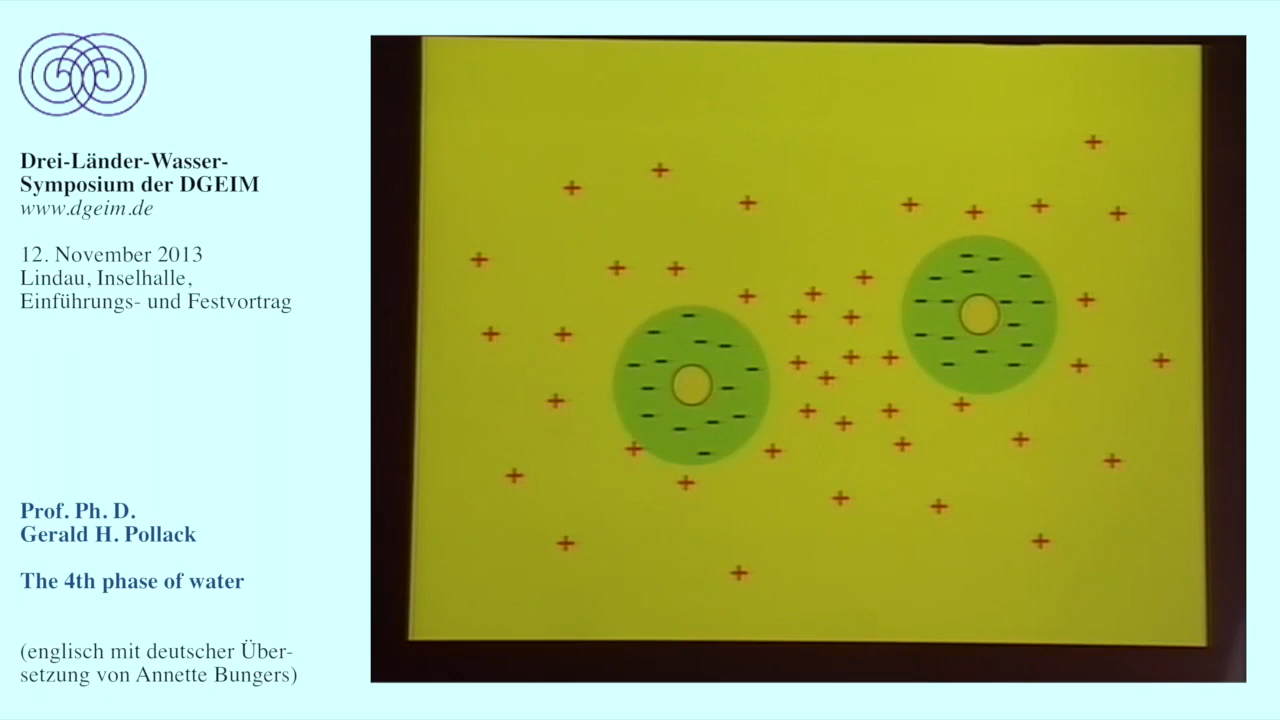 Drei-Länder-Wasser-
Symposium der DGEIM
www.dgeim.de
12. November 2013
Lindau, Inselhalle,
Einführungs- und Festvortrag
Prof. Ph. D.
Gerald H. Pollack
The 4th phase of water
(englisch mit deutscher Über-
setzung von Annette Bungers)